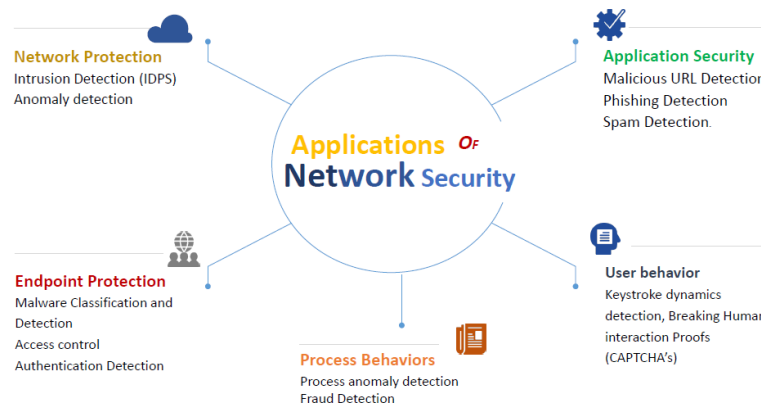 Network Protection
Intrusion Detection (IDPS)
Anomaly detection
Application Security
Malicious URL Detection
Phishing Detection
Spam Detection.
Applications OF
Network Security
Endpoint Protection
Malware Classification and
Detection
Access control
Authentication Detection
Process Behaviors
Process anomaly detection
Fraud Detection
User behavior
Keystroke dynamics
detection, Breaking Human
interaction Proofs
(CAPTCHA's)